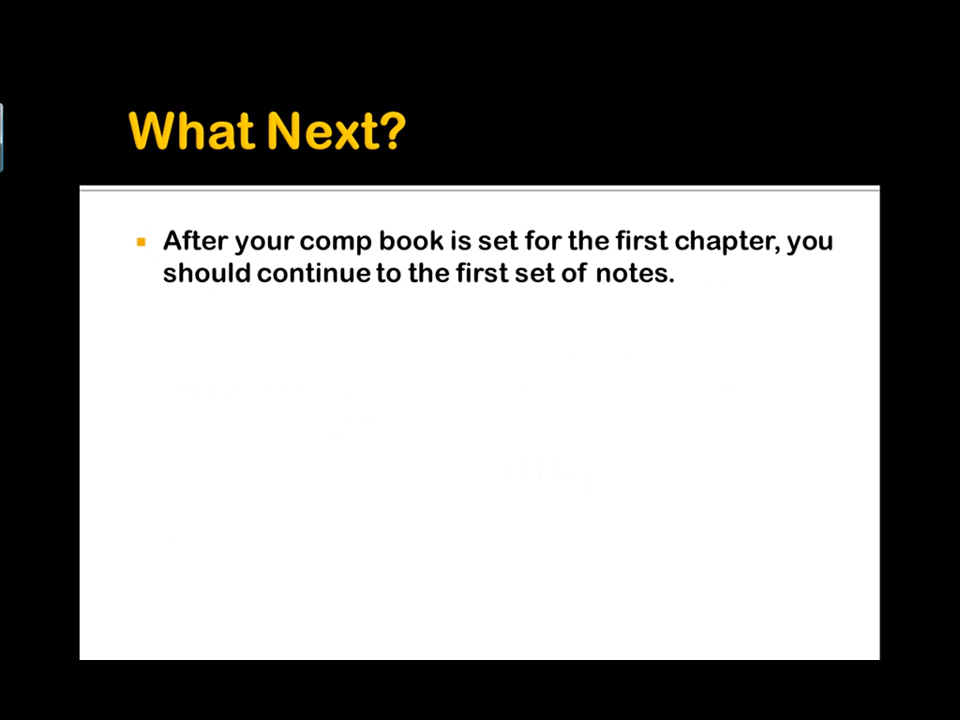 What Next?
After your comp book is set for the first chapter, you
should continue to the first set of notes.